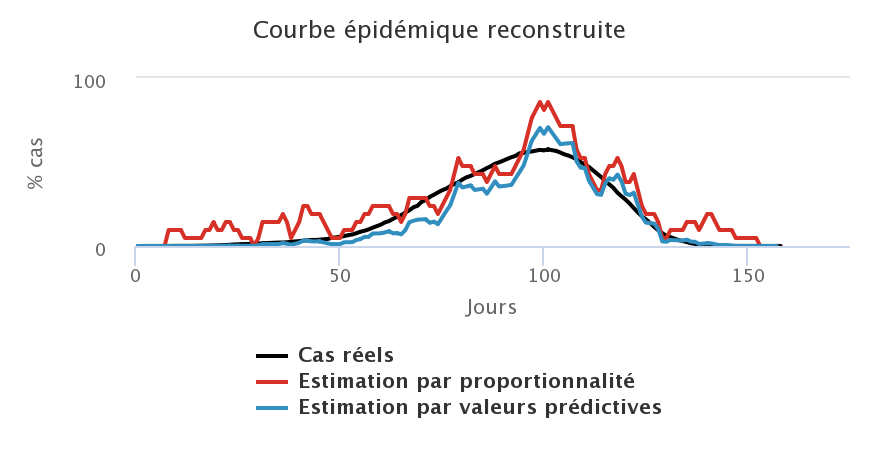 Courbe épidémique reconstruite
100
% cas
0
0 50 100 150
Jours
Cas réels
Estimation par proportionnalité
Estimation par valeurs prédictives